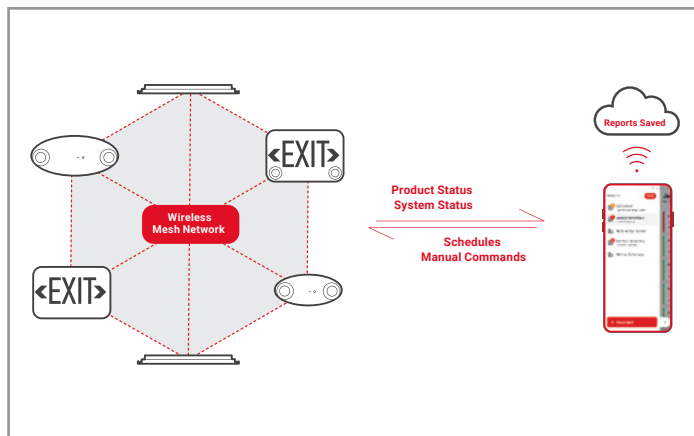 <EXIT>
Reports Saved
Product Status
System Status
Wireless
Mesh Network
Schedules
Manual Commands
<EXIT>